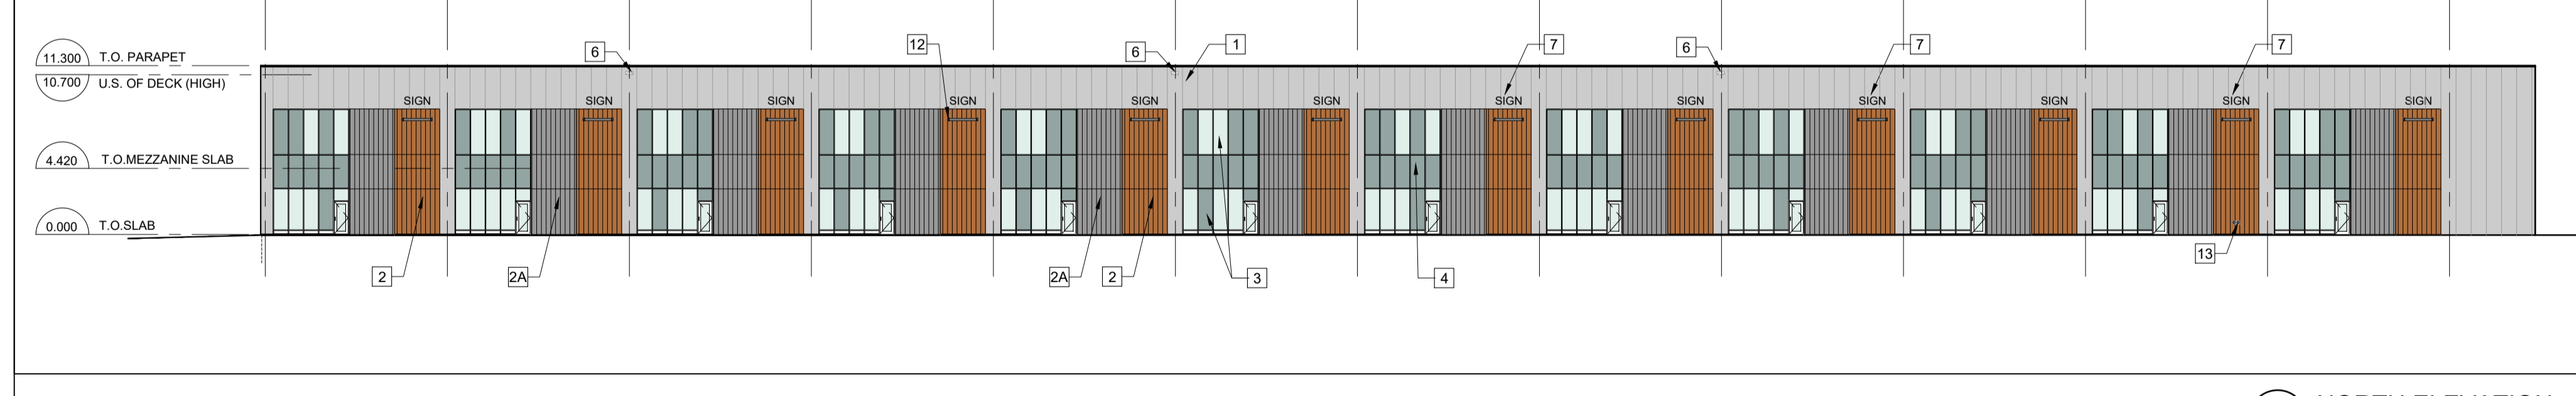 11.300 T.O. PARAPET
10.700 U.S. OF DECK (HIGH)
4.420 T.O.MEZZANINE SLAB
0.000 T.O.SLAB
6 12 6 1 7 6 7 7
SIGN SIGN SIGN SIGN SIGN SIGN SIGN SIGN SIGN SIGN SIGN SIGN
2 2A 2A 2 3 4 13
NORTH ELEVATION